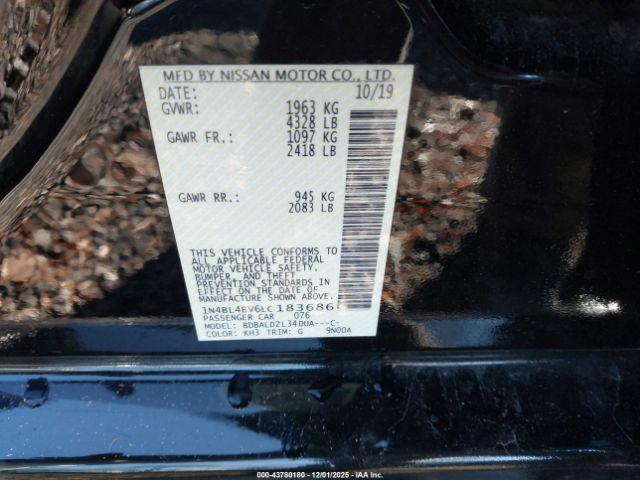 MFD BY NISSAN MOTOR CO., LTD.
DATE: 10/19
GVWR: 1963 KG
4328 LB
GAWR FR.: 1097 KG
2418 LB
GAWR RR.: 945 KG
2083 LB
THIS VEHICLE CONFORMS TO
ALL APPLICABLE FEDERAL
MOTOR VEHICLE SAFETY,
BUMPER, AND THEFT
PREVENTION STANDARDS IN
EFFECT ON THE DATE OF
MANUFACTURE SHOWN ABOVE.
1N4BL4BV6LC183686
PASSENGER CAR 076
MODEL: BDBALDZL34DUA---C-
COLOR: KH3 TRIM: G 9N00A
000-43780180 - 12/01/2025 - IAA Inc.